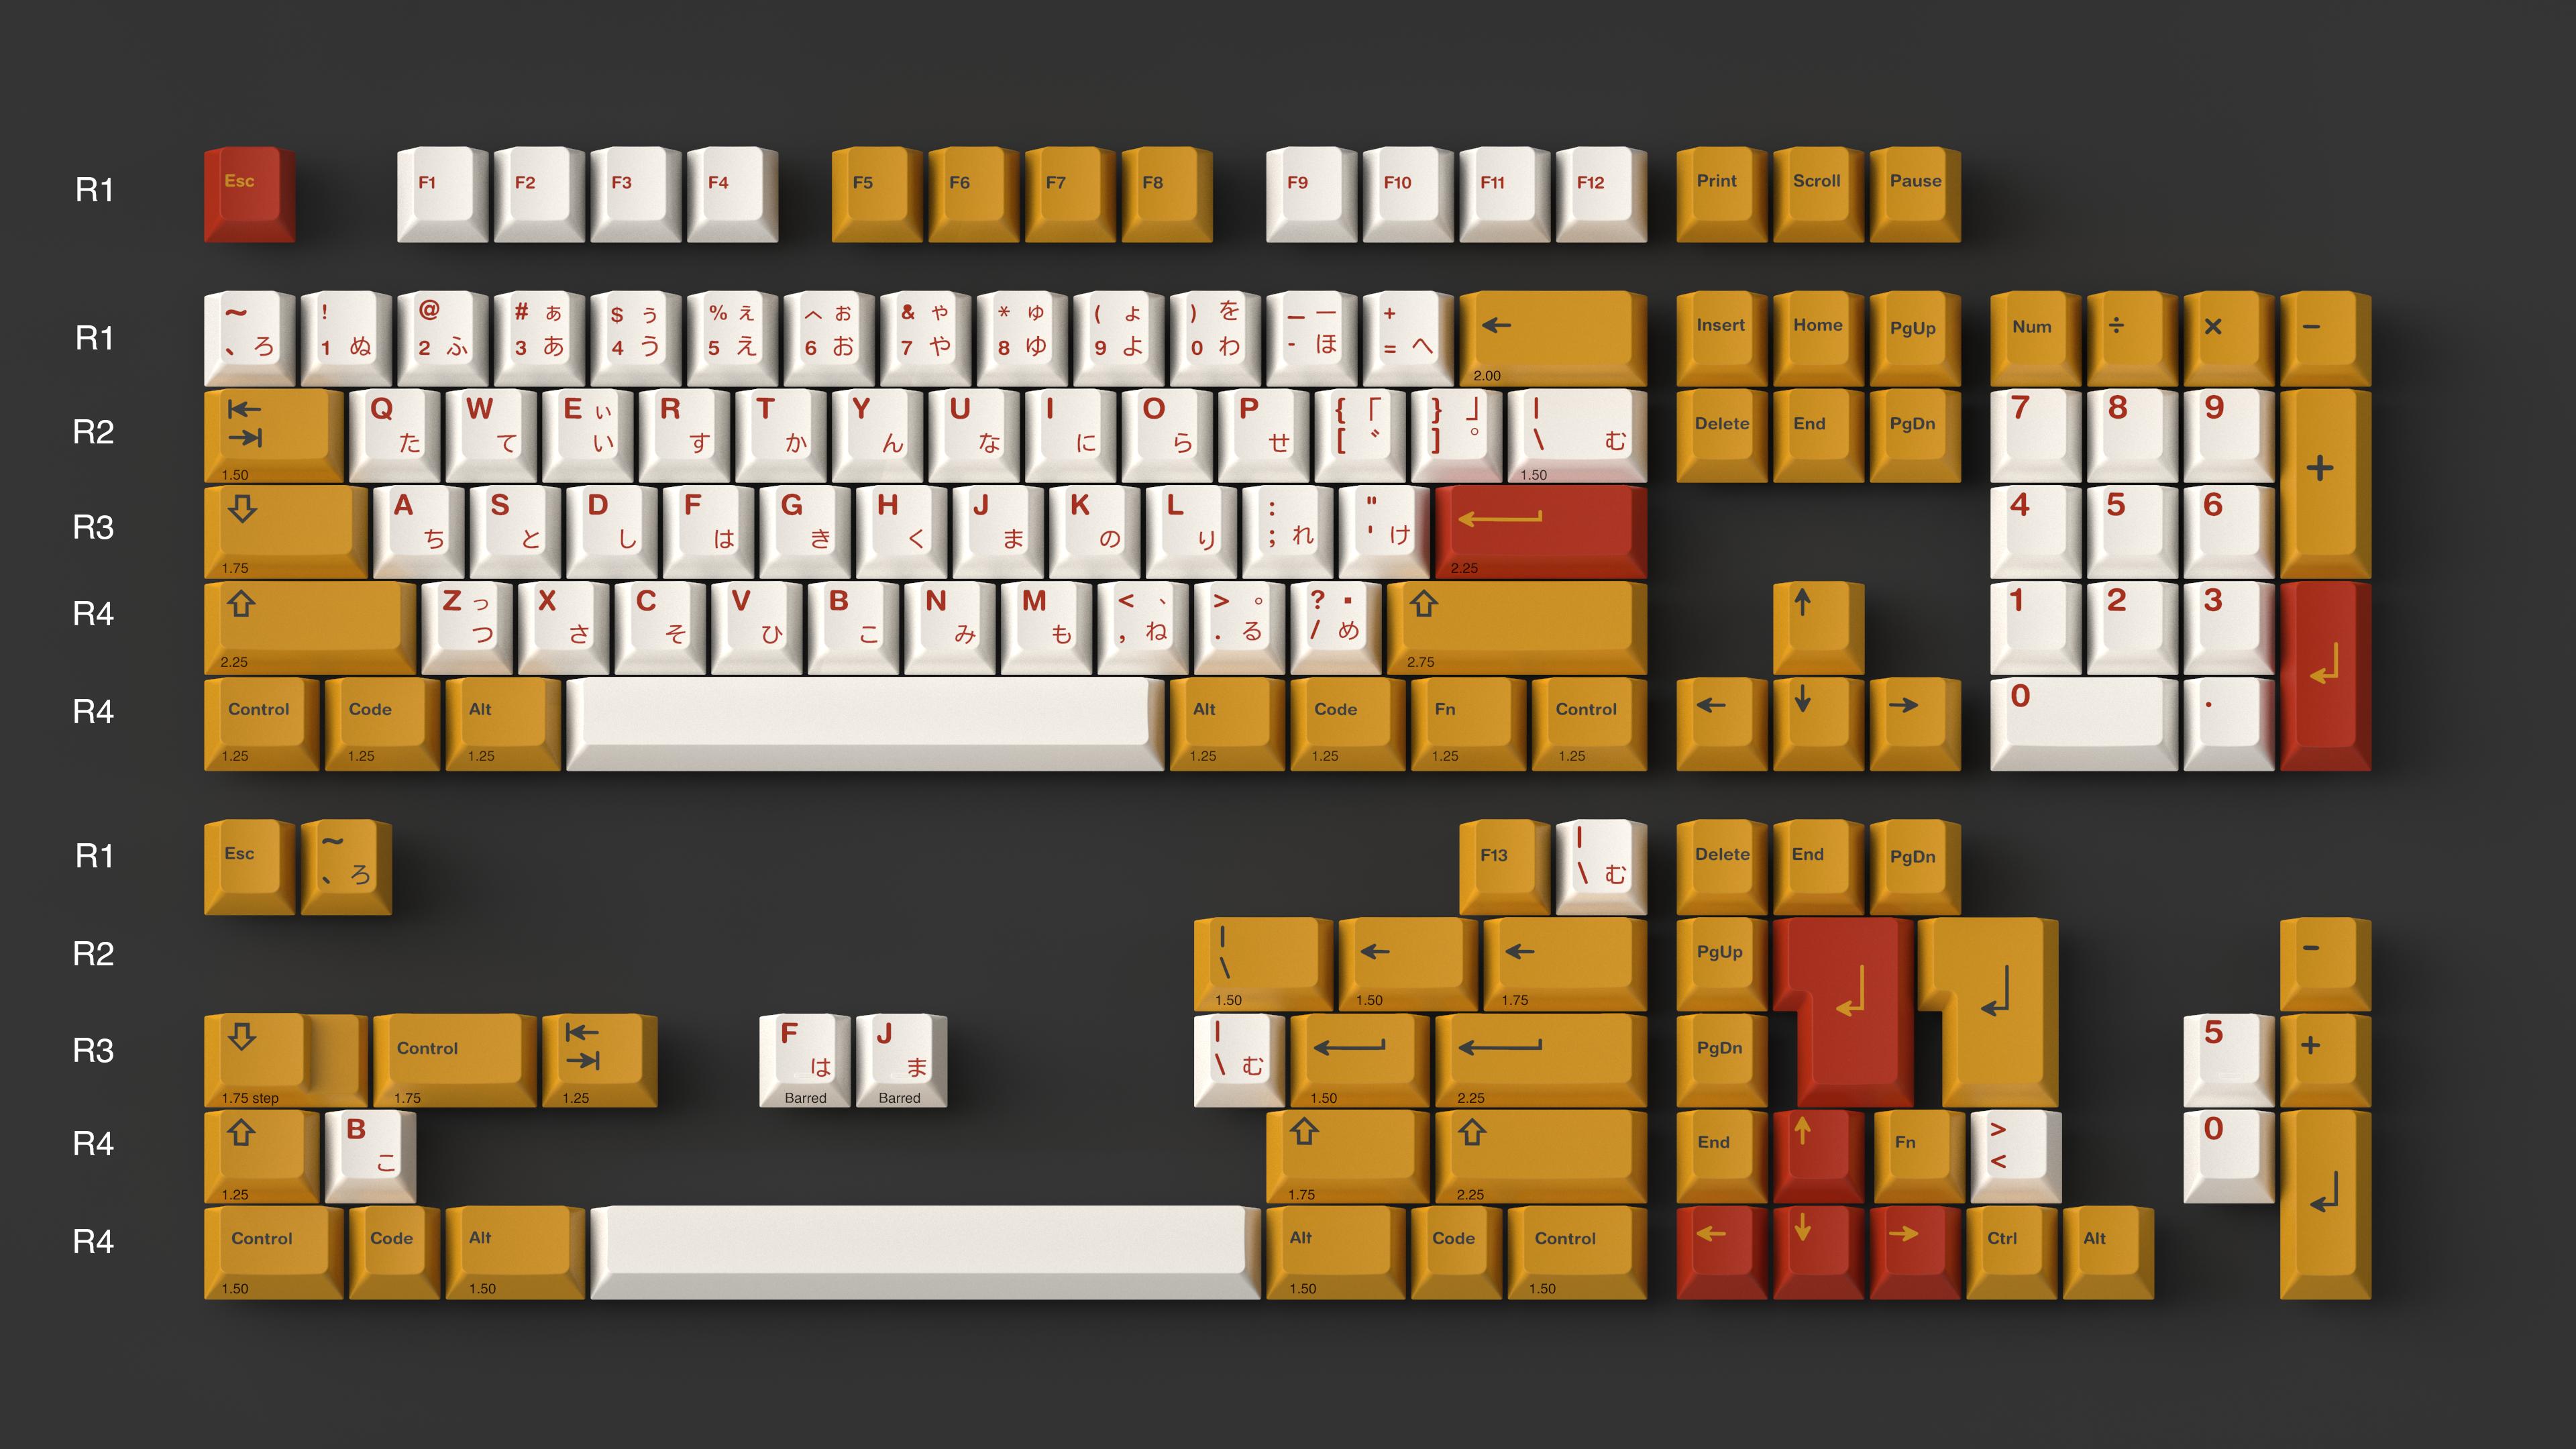 R1 Esc F1 F2 F3 F4 F5 F6 F7 F8 F9 F10 F11 F12 Print Scroll Pause
R1 ~ ! @ # ぁ $ ぅ % ぇ へ ぉ & ゃ * ゅ ( ょ ) を _ ー + ← Insert Home PgUp Num ÷ × −
、 ろ 1 ぬ 2 ふ 3 あ 4 う 5 え 6 お 7 や 8 ゆ 9 よ 0 わ - ほ = へ
2.00
R2 ⇤ Q W E ぃ R T Y U I O P { 「 } 」 | Delete End PgDn 7 8 9 +
⇥ た て い す か ん な に ら せ [ ゛ ] ゜ \ む
1.50 1.50
R3 ⇩ A S D F G H J K L : " ← 4 5 6
ち と し は き く ま の り ; れ ' け
1.75 2.25
R4 ⇧ Z っ X C V B N M < 、 > 。 ? ・ ⇧ ↑ 1 2 3 ↵
つ さ そ ひ こ み も , ね . る / め
2.25 2.75
R4 Control Code Alt Alt Code Fn Control ← ↓ → 0 .
1.25 1.25 1.25 1.25 1.25 1.25 1.25
R1 Esc ~ F13 | Delete End PgDn
、 ろ \ む
R2 | ← ← PgUp ↵ ↵ −
\
1.50 1.50 1.75
R3 ⇩ Control ⇤ F J | ← ← PgDn 5 +
⇥ は ま \ む
1.75 step 1.75 1.25 Barred Barred 1.50 2.25
R4 ⇧ B ⇧ ⇧ End ↑ Fn > 0 ↵
こ <
1.25 1.75 2.25
R4 Control Code Alt Alt Code Control ← ↓ → Ctrl Alt
1.50 1.50 1.50 1.50